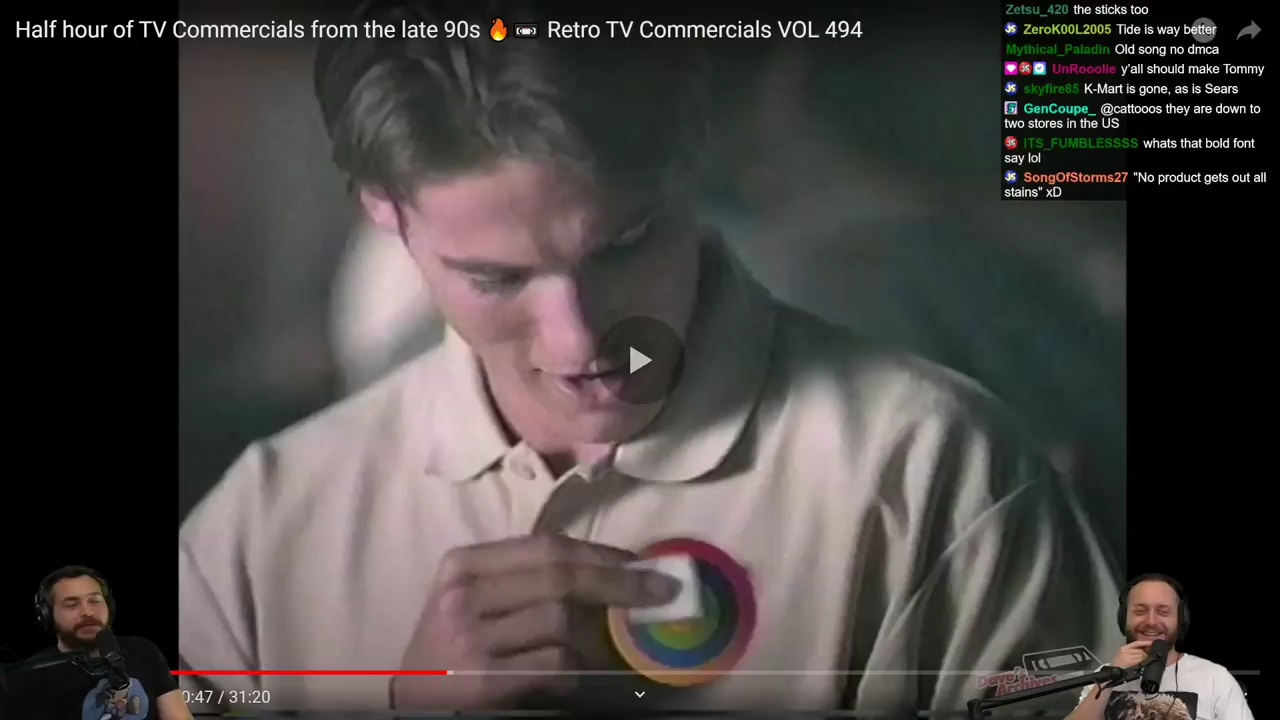 Half hour of TV Commercials from the late 90s 🔥📼 Retro TV Commercials VOL 494
Zetsu_420 the sticks too
ZeroK00L2005 Tide is way better
Mythical_Paladin Old song no dmca
UnRooolie y'all should make Tommy
skyfire85 K-Mart is gone, as is Sears
GenCoupe_ @cattooos they are down to
two stores in the US
ITS_FUMBLESSSS whats that bold font
say lol
SongOfStorms27 "No product gets out all
stains" xD
Dave's
Archives
0:47 / 31:20